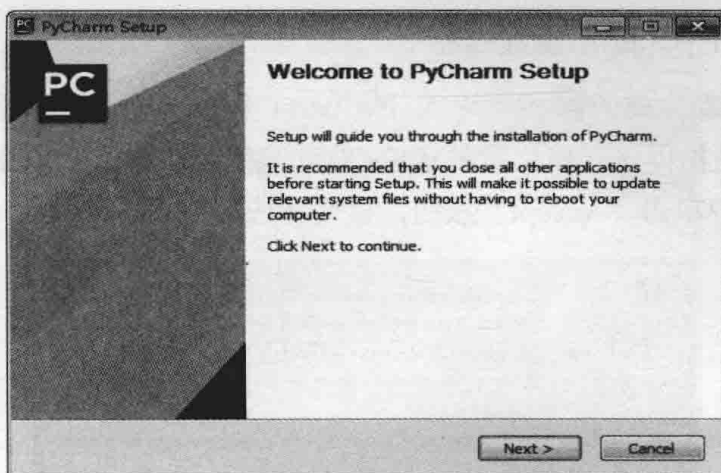 PC PyCharm Setup
PC
Welcome to PyCharm Setup
Setup will guide you through the installation of PyCharm.
It is recommended that you close all other applications
before starting Setup. This will make it possible to update
relevant system files without having to reboot your
computer.
Click Next to continue.
Next >
Cancel